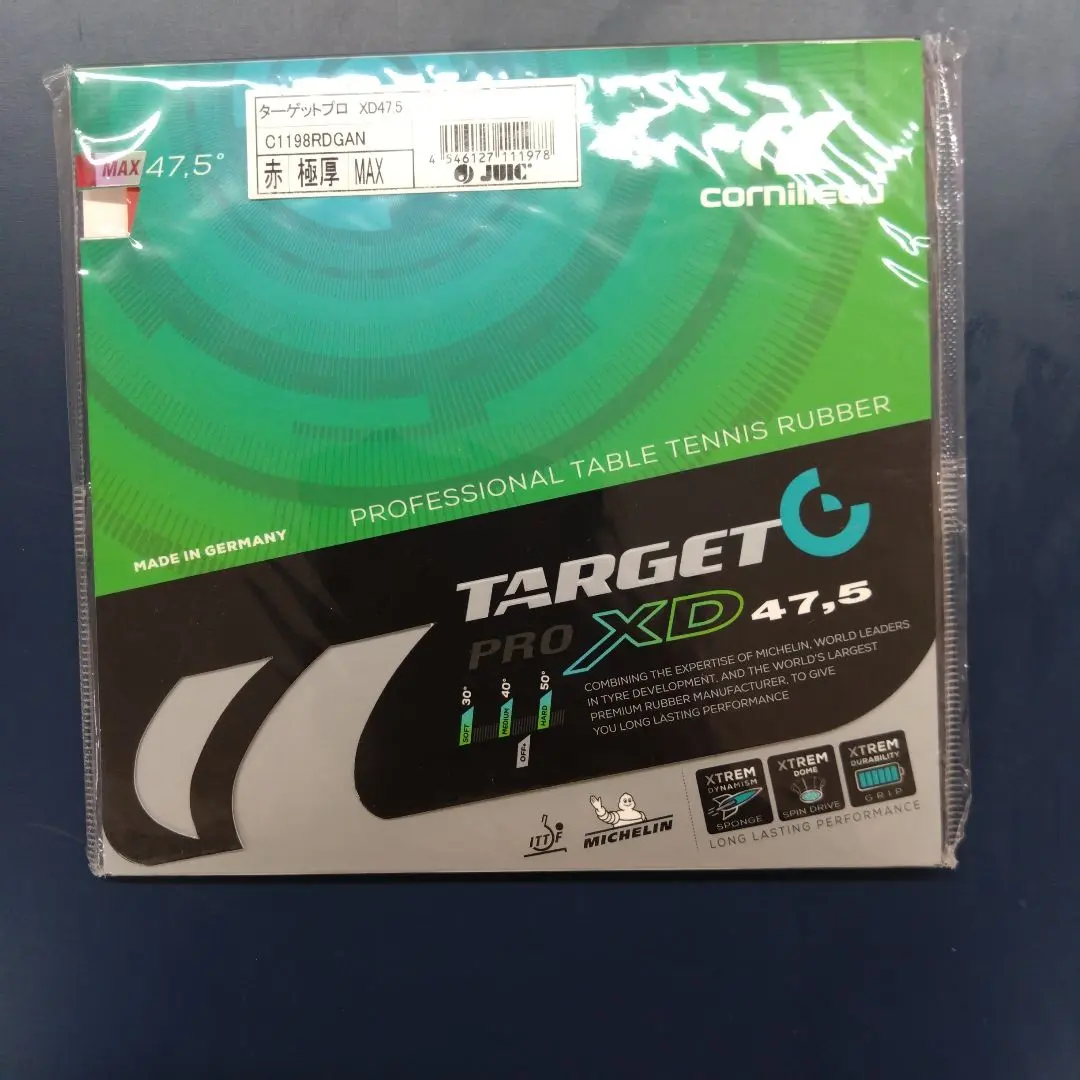 ターゲットプロ XD47.5
C1198RDGAN
赤 極厚 MAX
4 546127 111978
JUIC
MAX 47,5°
cornilleau
PROFESSIONAL TABLE TENNIS RUBBER
MADE IN GERMANY
TARGET
PRO XD 47,5
COMBINING THE EXPERTISE OF MICHELIN, WORLD LEADERS
IN TYRE DEVELOPMENT, AND THE WORLD'S LARGEST
PREMIUM RUBBER MANUFACTURER, TO GIVE
YOU LONG LASTING PERFORMANCE
SOFT 30°
MEDIUM 40°
HARD 50°
OFF+
ITTF
MICHELIN
XTREM
DYNAMISM
SPONGE
XTREM
DOME
SPIN DRIVE
XTREM
DURABILITY
GRIP
LONG LASTING PERFORMANCE